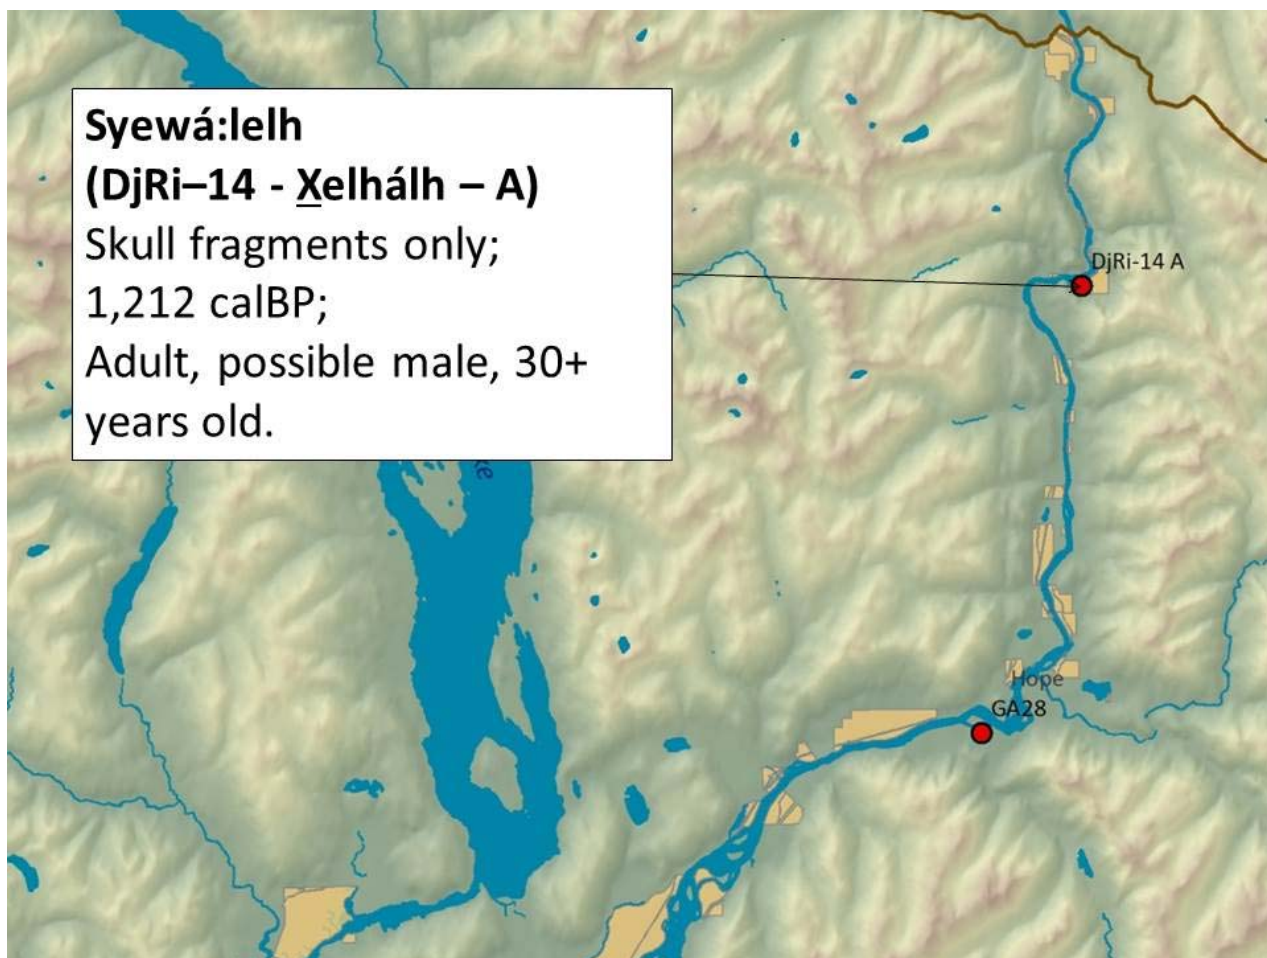 Syewá:lelh
(DjRi–14 - X̲elhálh – A)
Skull fragments only;
1,212 calBP;
Adult, possible male, 30+
years old.
DjRi-14 A
Hope
GA28